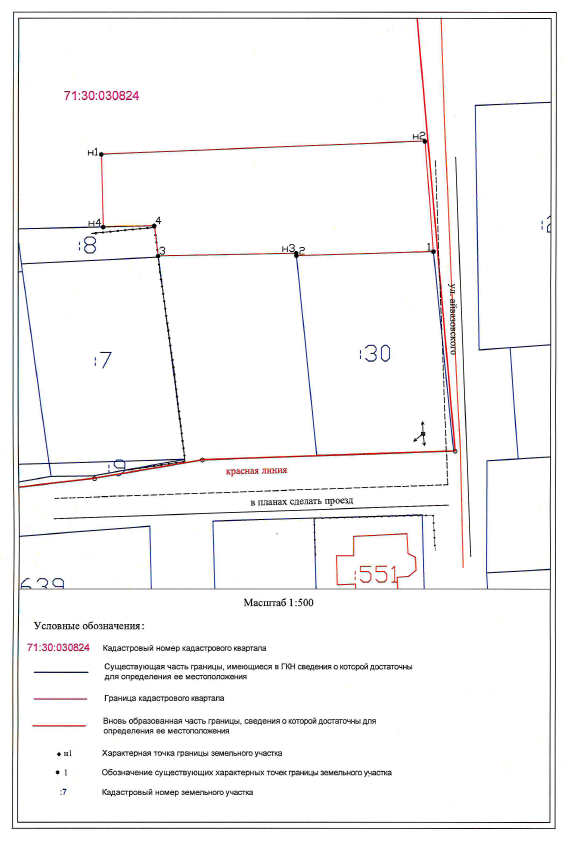 71:30:030824
н1
н2
н4
4
:8
3
н3
2
1
ул. айвазовского
:7
:30
:9
красная линия
в планах сделать проезд
:551
639
Масштаб 1:500
Условные обозначения:
71:30:030824 Кадастровый номер кадастрового квартала
Существующая часть границы, имеющиеся в ГКН сведения о которой достаточны
для определения ее местоположения
Граница кадастрового квартала
Вновь образованная часть границы, сведения о которой достаточны для
определения ее местоположения
н1 Характерная точка границы земельного участка
1 Обозначение существующих характерных точек границы земельного участка
:7 Кадастровый номер земельного участка